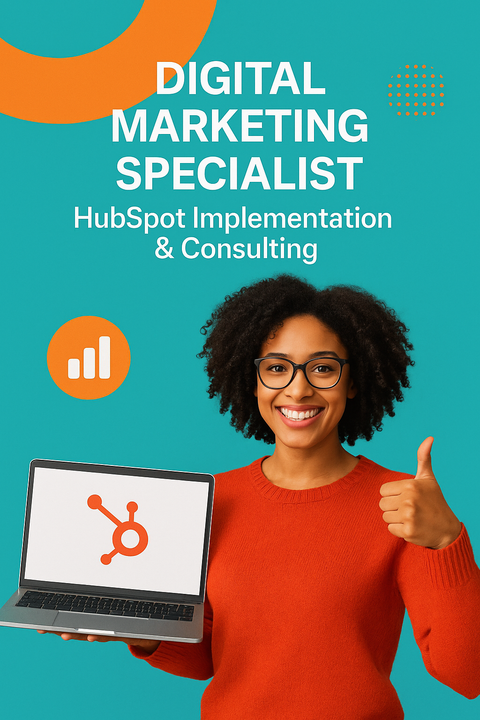 DIGITAL
MARKETING
SPECIALIST
HubSpot Implementation
& Consulting